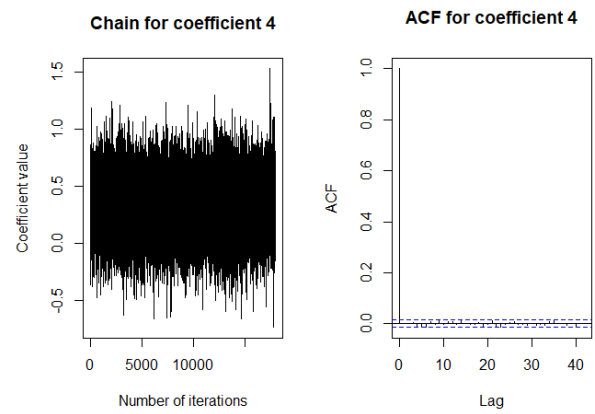 Chain for coefficient 4
Coefficient value
1.5
1.0
0.5
0.0
-0.5
0 5000 10000
Number of iterations
ACF for coefficient 4
ACF
1.0
0.8
0.6
0.4
0.2
0.0
0 10 20 30 40
Lag